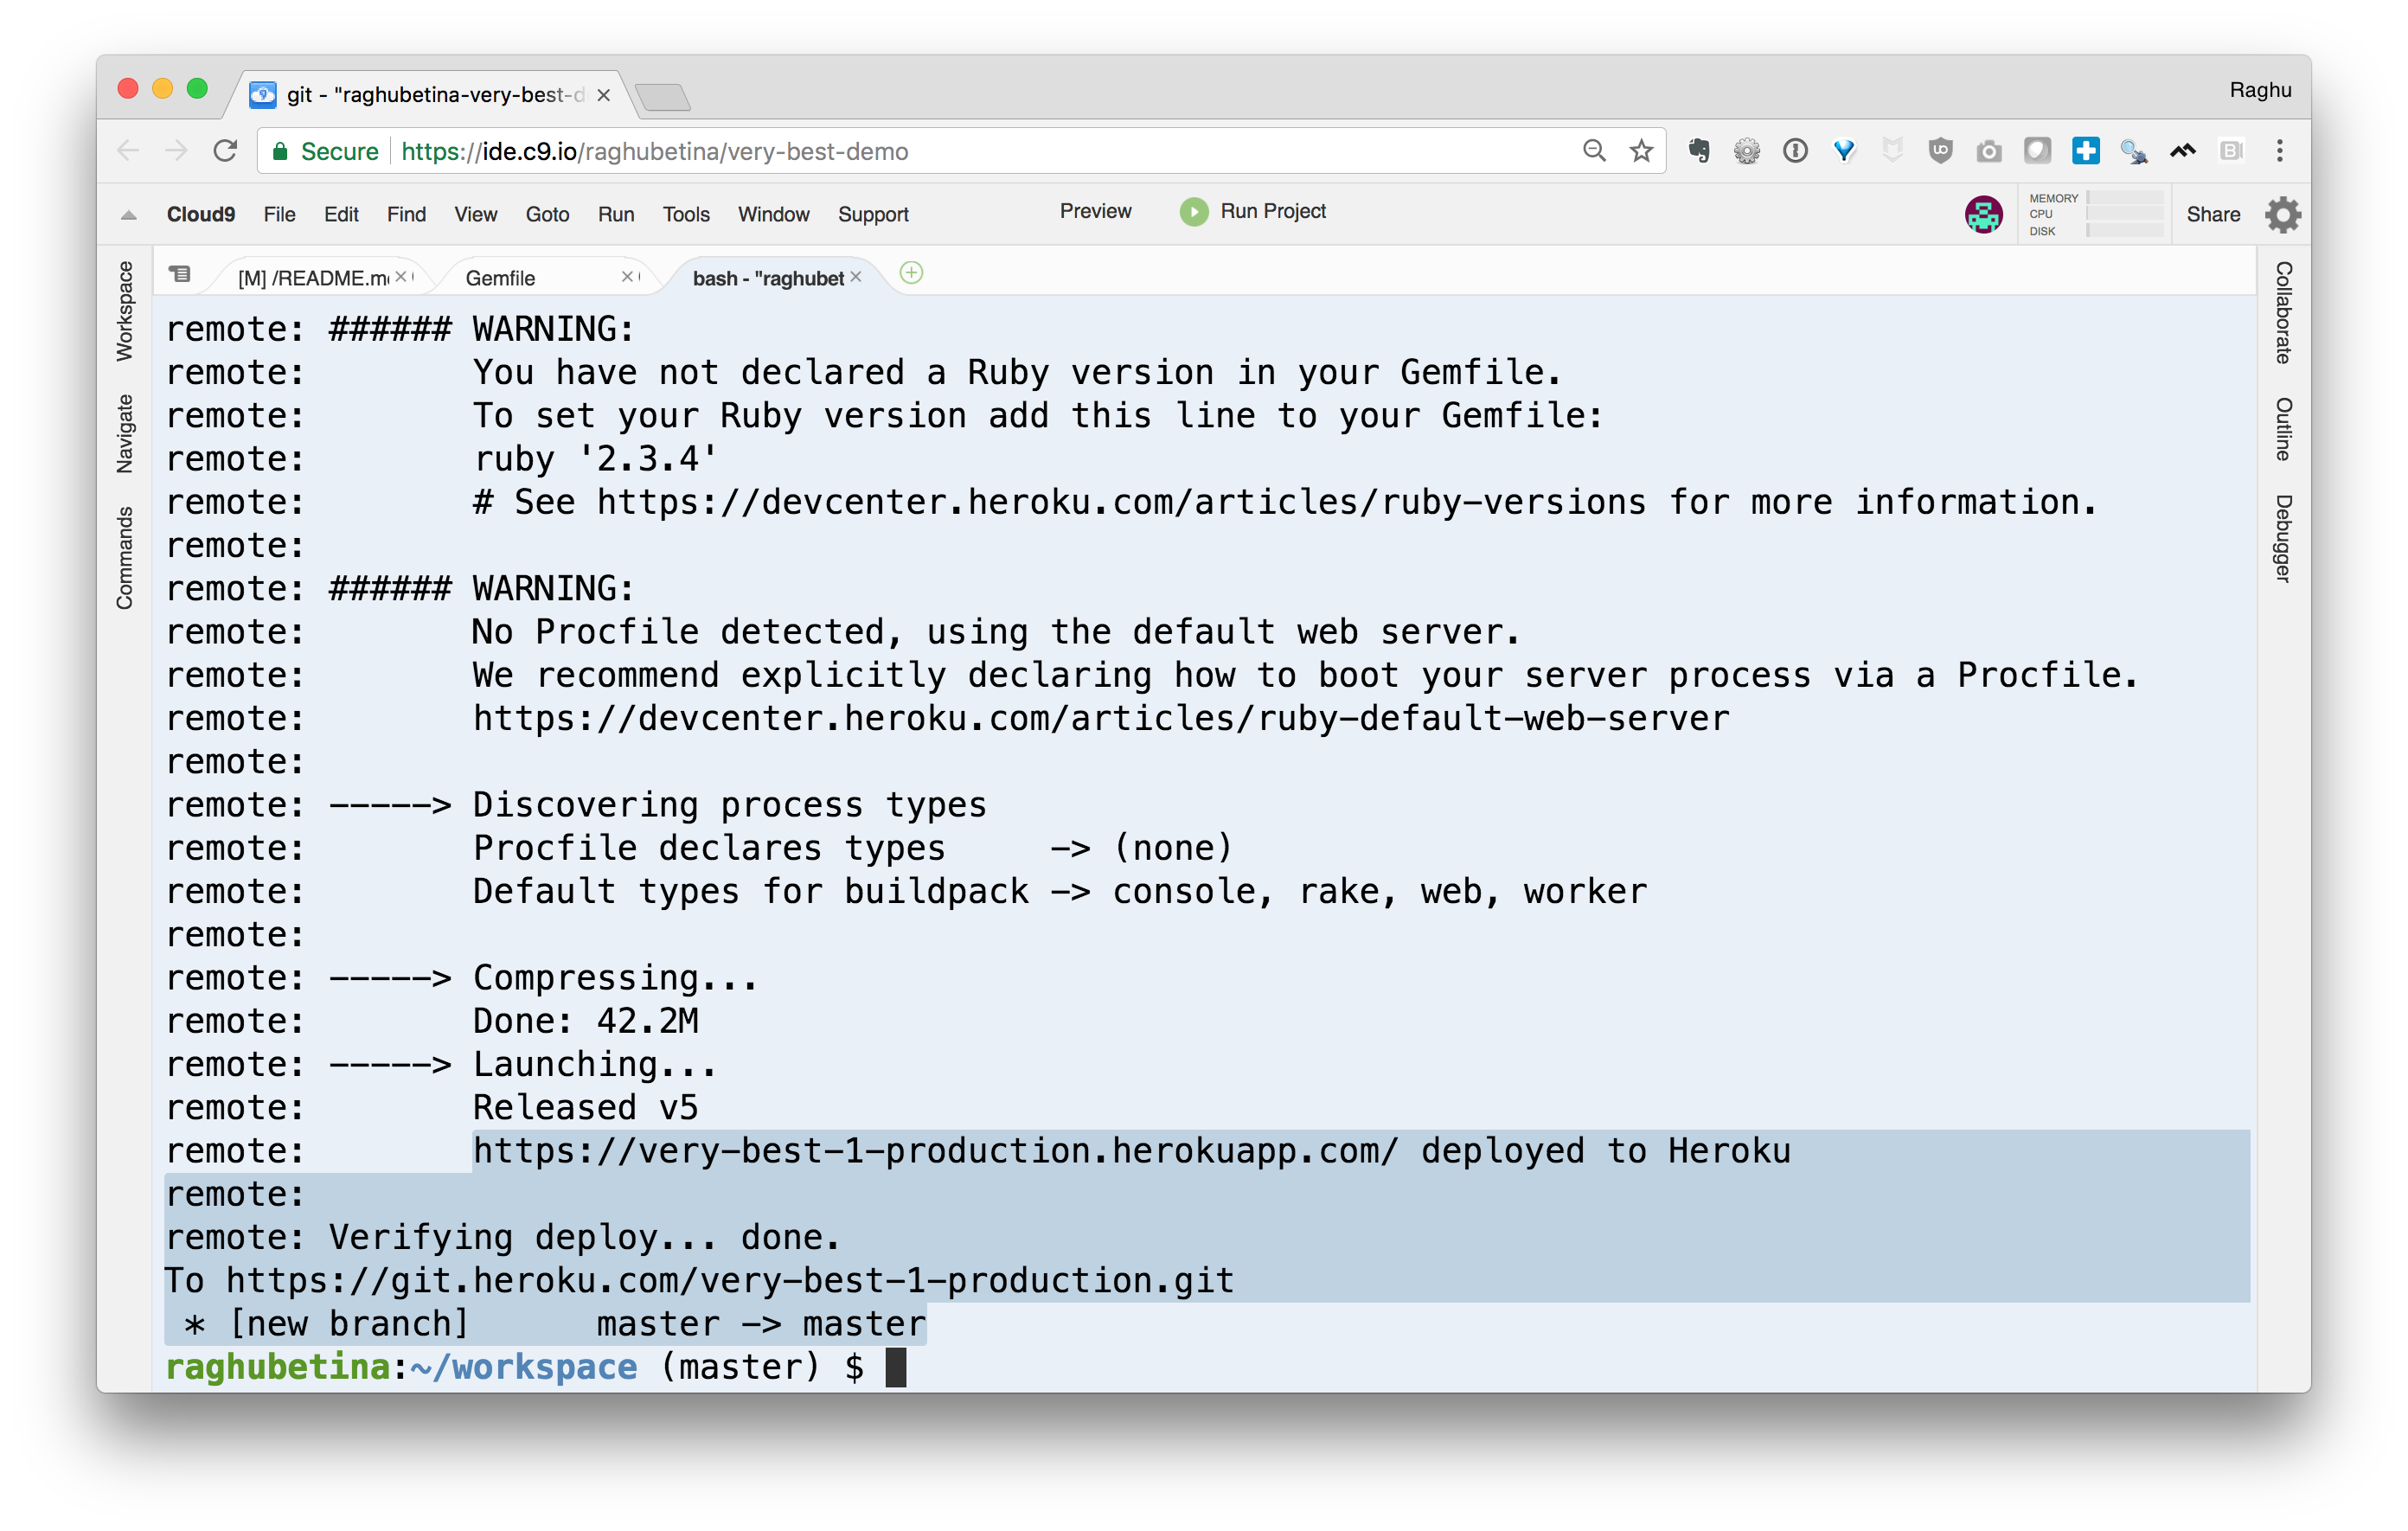 git - "raghubetina-very-best-d
Raghu
Secure https://ide.c9.io/raghubetina/very-best-demo
Cloud9 File Edit Find View Goto Run Tools Window Support Preview Run Project MEMORY CPU DISK Share
Workspace
Navigate
Commands
[M] /README.m
Gemfile
bash - "raghubet
Collaborate
Outline
Debugger
remote: ###### WARNING:
remote:        You have not declared a Ruby version in your Gemfile.
remote:        To set your Ruby version add this line to your Gemfile:
remote:        ruby '2.3.4'
remote:        # See https://devcenter.heroku.com/articles/ruby-versions for more information.
remote:
remote: ###### WARNING:
remote:        No Procfile detected, using the default web server.
remote:        We recommend explicitly declaring how to boot your server process via a Procfile.
remote:        https://devcenter.heroku.com/articles/ruby-default-web-server
remote:
remote: -----> Discovering process types
remote:        Procfile declares types     -> (none)
remote:        Default types for buildpack -> console, rake, web, worker
remote:
remote: -----> Compressing...
remote:        Done: 42.2M
remote: -----> Launching...
remote:        Released v5
remote:        https://very-best-1-production.herokuapp.com/ deployed to Heroku
remote:
remote: Verifying deploy... done.
To https://git.heroku.com/very-best-1-production.git
 * [new branch]      master -> master
raghubetina:~/workspace (master) $